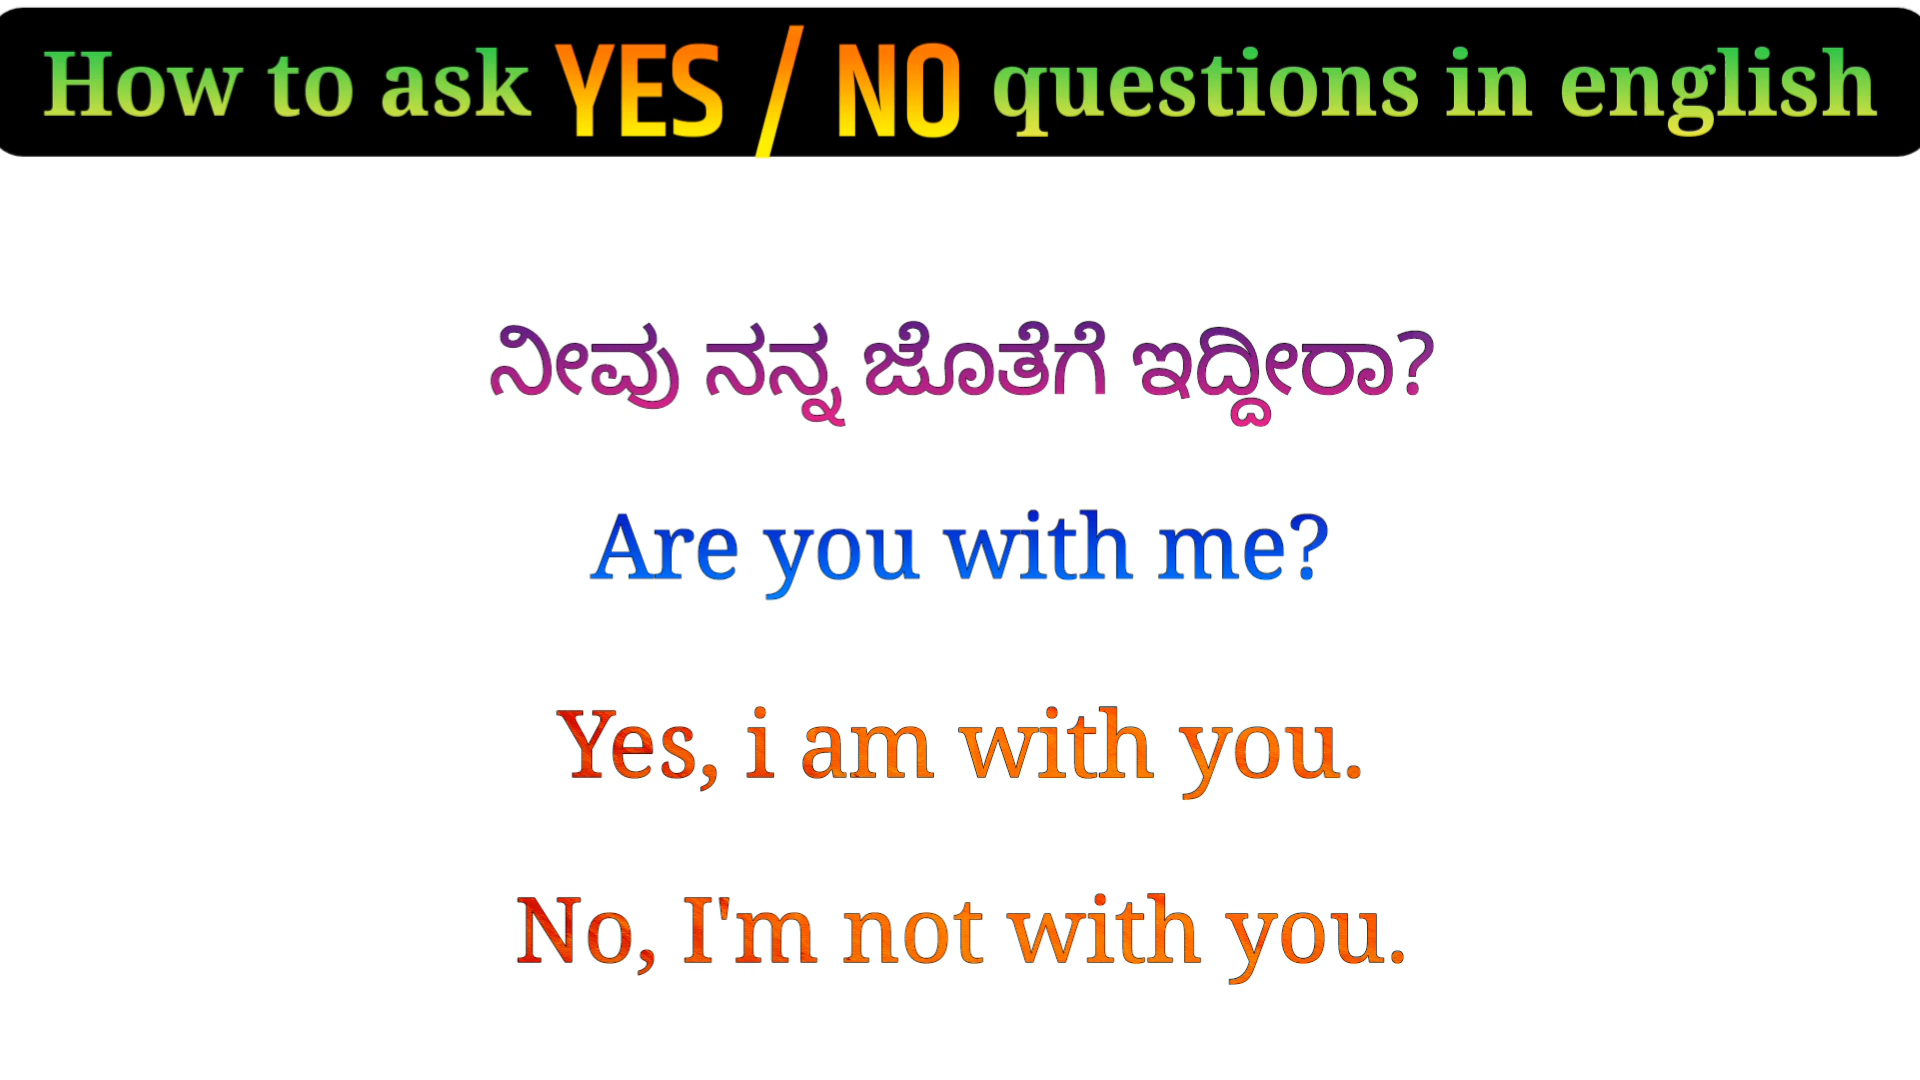 How to ask YES / NO questions in english
ನೀವು ನನ್ನ ಜೊತೆಗೆ ಇದ್ದೀರಾ?
Are you with me?
Yes, i am with you.
No, I'm not with you.